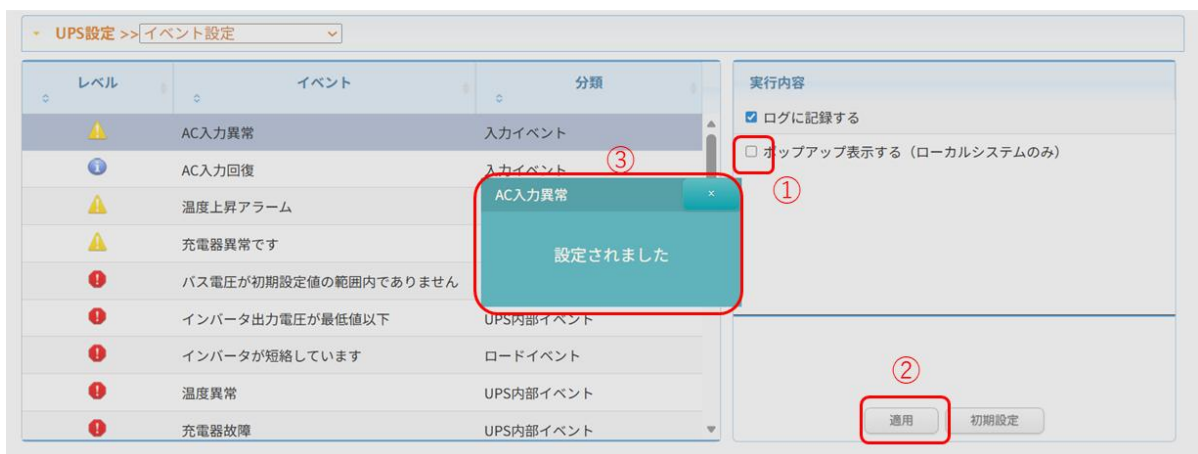 UPS設定 >> イベント設定
レベル イベント 分類
AC入力異常 入力イベント
AC入力回復 入力イベント
温度上昇アラーム
充電器異常です
バス電圧が初期設定値の範囲内でありません
インバータ出力電圧が最低値以下 UPS内部イベント
インバータが短絡しています ロードイベント
温度異常 UPS内部イベント
充電器故障 UPS内部イベント
③
AC入力異常 ×
設定されました
実行内容
ログに記録する
ポップアップ表示する（ローカルシステムのみ）
①
②
適用 初期設定